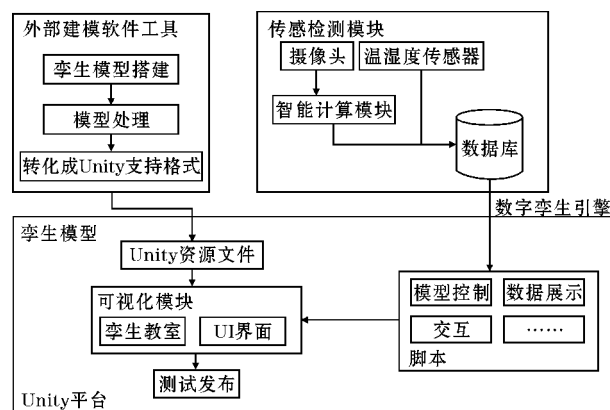 外部建模软件工具
孪生模型搭建
模型处理
转化成Unity支持格式
传感检测模块
摄像头
温湿度传感器
智能计算模块
数据库
数字孪生引擎
孪生模型
Unity资源文件
可视化模块
孪生教室
UI界面
测试发布
Unity平台
模型控制
数据展示
交互
……
脚本